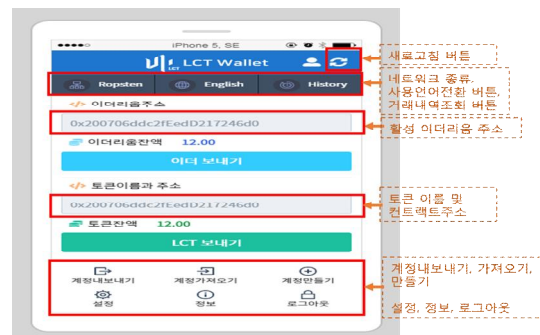 iPhone 5, SE
LCT Wallet
LCT
Ropsten English History
</> 이더리움주소
0x200706ddc2fEedD217246d0
이더리움잔액 12.00
이더 보내기
</> 토큰이름과 주소
0x200706ddc2fEedD217246d0
토큰잔액 12.00
LCT 보내기
계정내보내기 계정가져오기 계정만들기
설정 정보 로그아웃
새로고침 버튼
네트워크 종류,
사용언어전환 버튼,
거래내역조회 버튼
활성 이더리움 주소
토큰 이름 및
컨트랙트주소
계정내보내기, 가져오기,
만들기
설정, 정보, 로그아웃